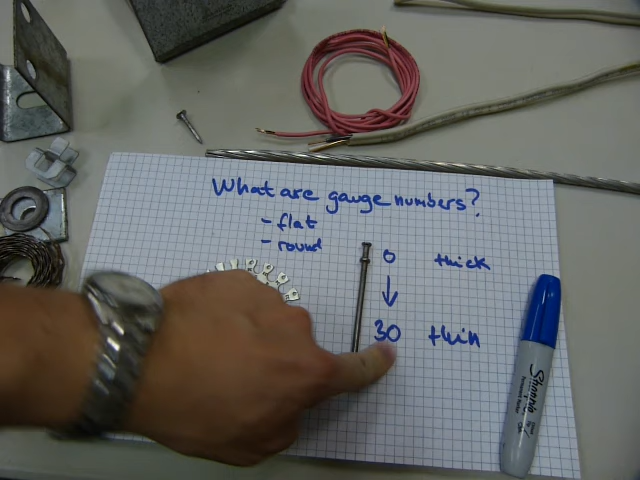 What are gauge numbers?
- flat
- round
0 thick
↓
30 thin
Sharpie